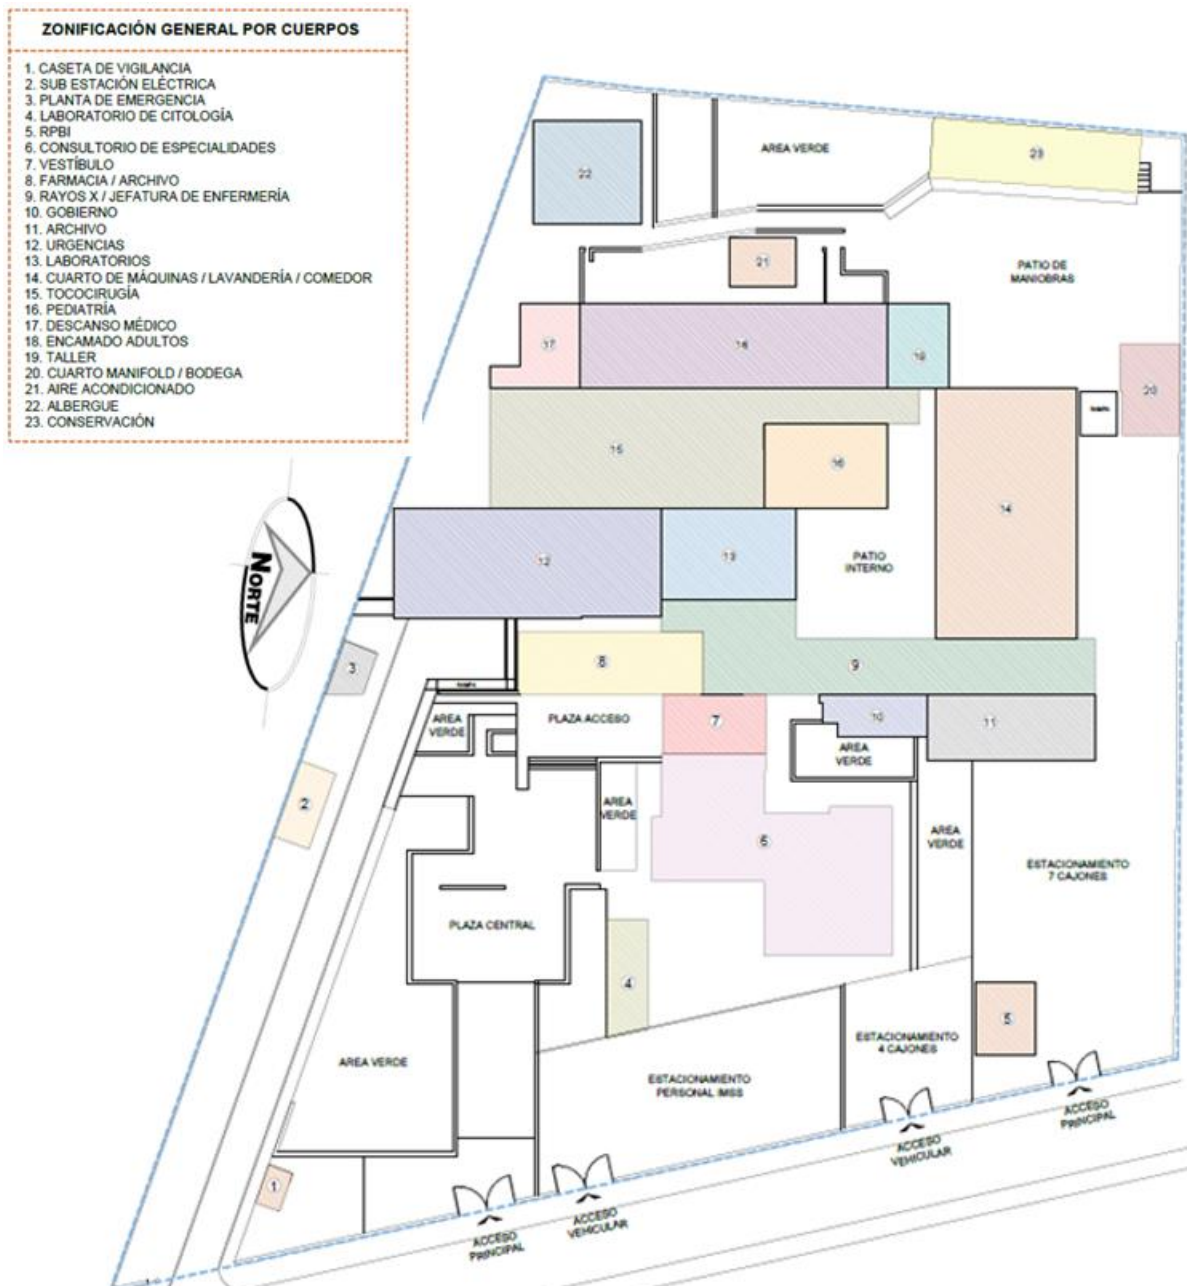 ZONIFICACIÓN GENERAL POR CUERPOS
1. CASETA DE VIGILANCIA
2. SUB ESTACIÓN ELÉCTRICA
3. PLANTA DE EMERGENCIA
4. LABORATORIO DE CITOLOGÍA
5. RPBI
6. CONSULTORIO DE ESPECIALIDADES
7. VESTÍBULO
8. FARMACIA / ARCHIVO
9. RAYOS X / JEFATURA DE ENFERMERÍA
10. GOBIERNO
11. ARCHIVO
12. URGENCIAS
13. LABORATORIOS
14. CUARTO DE MÁQUINAS / LAVANDERÍA / COMEDOR
15. TOCOCIRUGÍA
16. PEDIATRÍA
17. DESCANSO MÉDICO
18. ENCAMADO ADULTOS
19. TALLER
20. CUARTO MANIFOLD / BODEGA
21. AIRE ACONDICIONADO
22. ALBERGUE
23. CONSERVACIÓN
AREA VERDE
23
22
21
PATIO DE
MANIOBRAS
17
18
19
20
15
16
14
NORTE
12
13
PATIO
INTERNO
3
8
9
AREA
VERDE
PLAZA ACCESO
7
10
11
AREA
VERDE
2
AREA
VERDE
6
AREA
VERDE
ESTACIONAMIENTO
7 CAJONES
PLAZA CENTRAL
4
5
AREA VERDE
ESTACIONAMIENTO
PERSONAL IMSS
ESTACIONAMIENTO
4 CAJONES
1
ACCESO
PRINCIPAL
ACCESO
VEHICULAR
ACCESO
VEHICULAR
ACCESO
PRINCIPAL